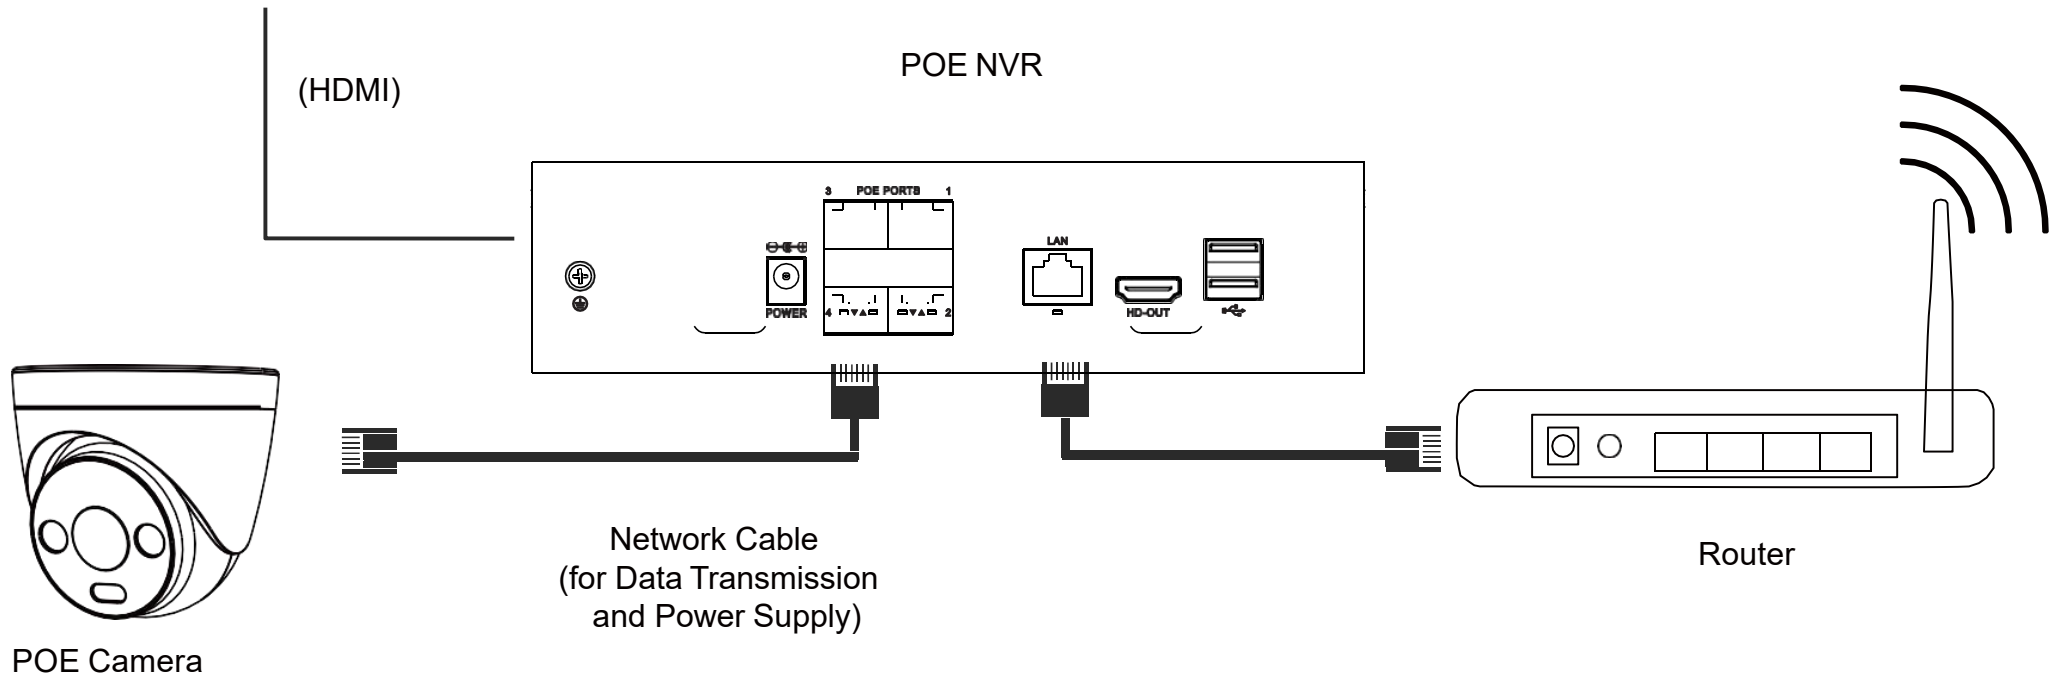 POE NVR
(HDMI)
3 POE PORTS 1
LAN
POWER
4 2
HD-OUT
Network Cable
(for Data Transmission
and Power Supply)
Router
POE Camera